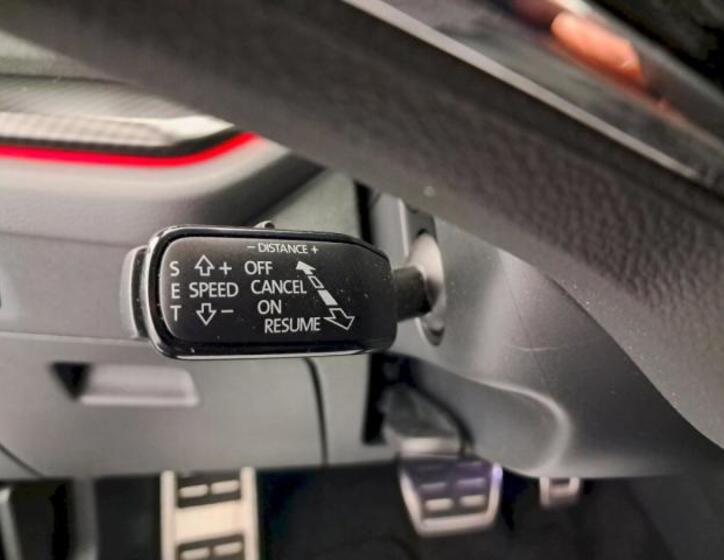 - DISTANCE +
S ⇧ + OFF
E SPEED CANCEL
T ⇩ - ON
RESUME